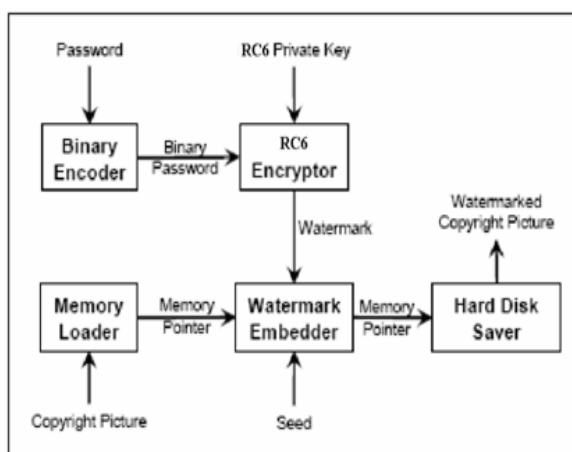 Password
RC6 Private Key
Binary
Encoder
Binary
Password
RC6
Encryptor
Watermark
Watermarked
Copyright Picture
Memory
Loader
Memory
Pointer
Watermark
Embedder
Memory
Pointer
Hard Disk
Saver
Copyright Picture
Seed